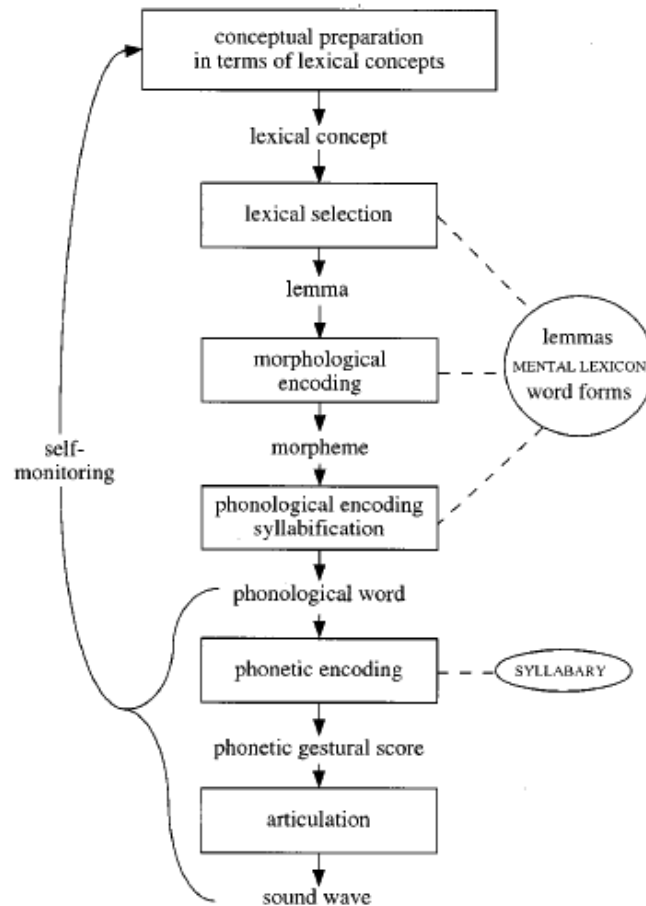 conceptual preparation
in terms of lexical concepts
lexical concept
lexical selection
lemma
lemmas
MENTAL LEXICON
word forms
morphological
encoding
self-
monitoring
morpheme
phonological encoding
syllabification
phonological word
phonetic encoding
SYLLABARY
phonetic gestural score
articulation
sound wave